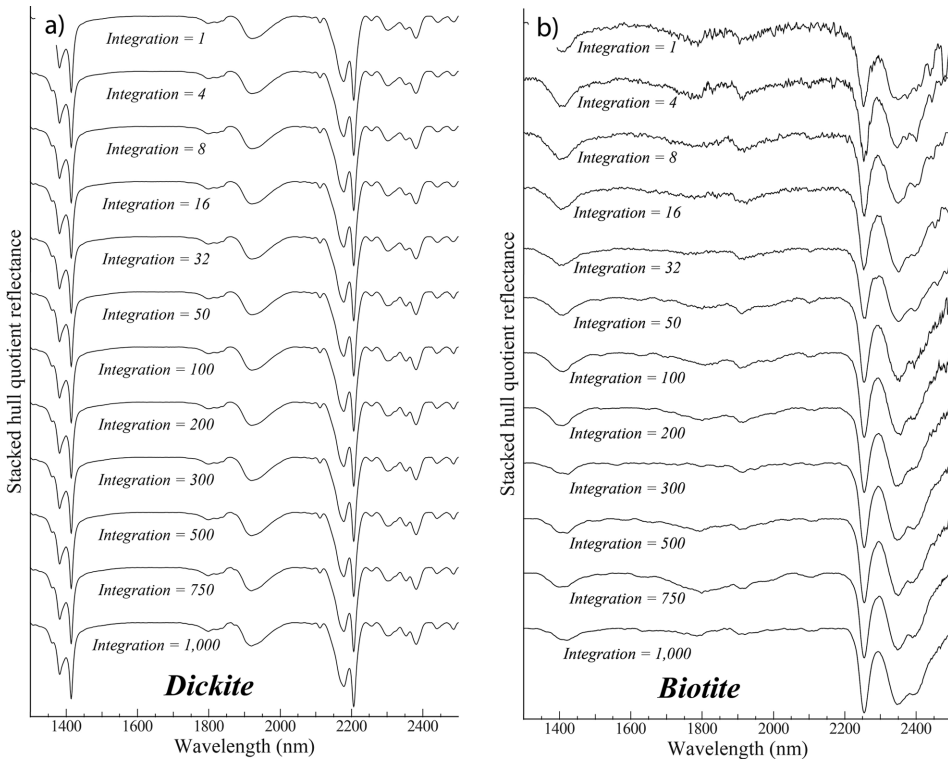 a)
Stacked hull quotient reflectance
Integration = 1
Integration = 4
Integration = 8
Integration = 16
Integration = 32
Integration = 50
Integration = 100
Integration = 200
Integration = 300
Integration = 500
Integration = 750
Integration = 1,000
Dickite
1400 1600 1800 2000 2200 2400
Wavelength (nm)
b)
Stacked hull quotient reflectance
Integration = 1
Integration = 4
Integration = 8
Integration = 16
Integration = 32
Integration = 50
Integration = 100
Integration = 200
Integration = 300
Integration = 500
Integration = 750
Integration = 1,000
Biotite
1400 1600 1800 2000 2200 2400
Wavelength (nm)